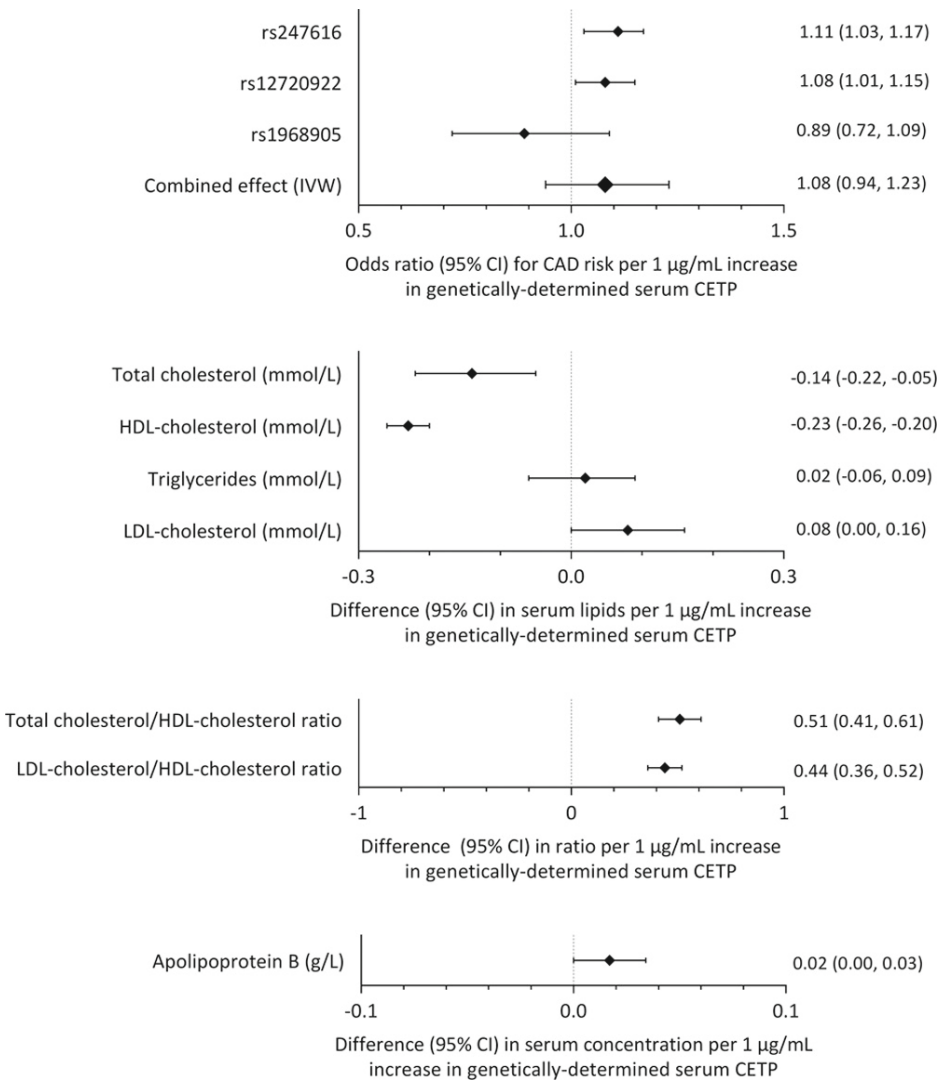 rs247616 1.11 (1.03, 1.17)
rs12720922 1.08 (1.01, 1.15)
rs1968905 0.89 (0.72, 1.09)
Combined effect (IVW) 1.08 (0.94, 1.23)
0.5 1.0 1.5
Odds ratio (95% CI) for CAD risk per 1 µg/mL increase
in genetically-determined serum CETP
Total cholesterol (mmol/L) -0.14 (-0.22, -0.05)
HDL-cholesterol (mmol/L) -0.23 (-0.26, -0.20)
Triglycerides (mmol/L) 0.02 (-0.06, 0.09)
LDL-cholesterol (mmol/L) 0.08 (0.00, 0.16)
-0.3 0.0 0.3
Difference (95% CI) in serum lipids per 1 µg/mL increase
in genetically-determined serum CETP
Total cholesterol/HDL-cholesterol ratio 0.51 (0.41, 0.61)
LDL-cholesterol/HDL-cholesterol ratio 0.44 (0.36, 0.52)
-1 0 1
Difference (95% CI) in ratio per 1 µg/mL increase
in genetically-determined serum CETP
Apolipoprotein B (g/L) 0.02 (0.00, 0.03)
-0.1 0.0 0.1
Difference (95% CI) in serum concentration per 1 µg/mL
increase in genetically-determined serum CETP